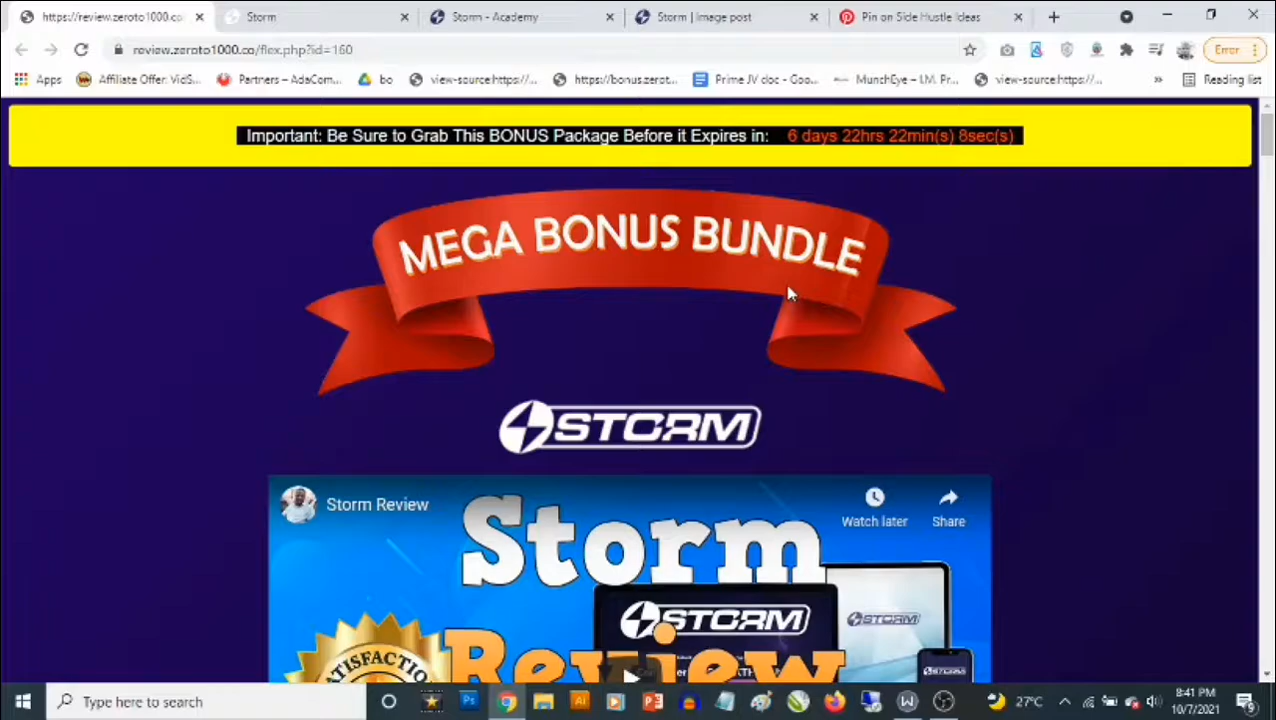 https://review.zeroto1000.co/
Storm
Storm - Academy
Storm | Image post
Pin on Side Hustle Ideas
review.zeroto1000.co/flex.php?id=160
Error
Apps
Affiliate Offer: VidS...
Partners – AdaCom...
bo
view-source:https://...
https://bonus.zerot...
Prime JV doc - Goo...
MunchEye – I.M. Pr...
view-source:https://...
»
Reading list
Important: Be Sure to Grab This BONUS Package Before it Expires in: 6 days 22hrs 22min(s) 8sec(s)
MEGA BONUS BUNDLE
STORM
Storm Review
Watch later
Share
Storm
STORM
STORM
Review
SATISFACTION
STORM
Type here to search
27°C
8:41 PM
10/7/2021